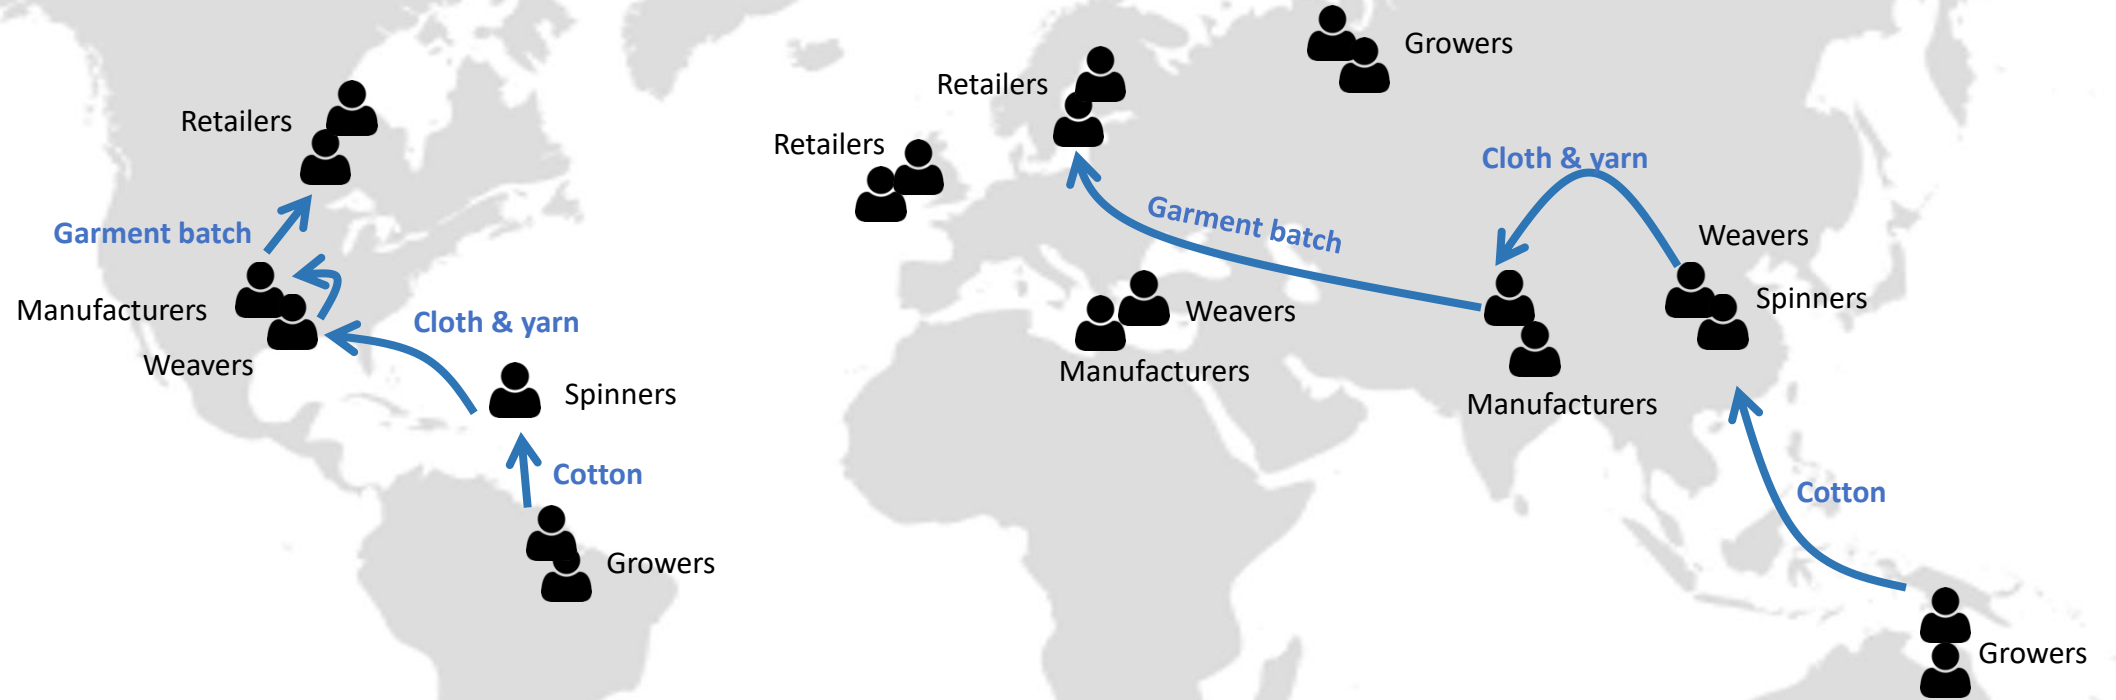 Growers
Retailers
Retailers
Retailers
Cloth & yarn
Garment batch
Garment batch
Weavers
Manufacturers
Spinners
Weavers
Cloth & yarn
Weavers
Manufacturers
Spinners
Manufacturers
Cotton
Cotton
Growers
Growers